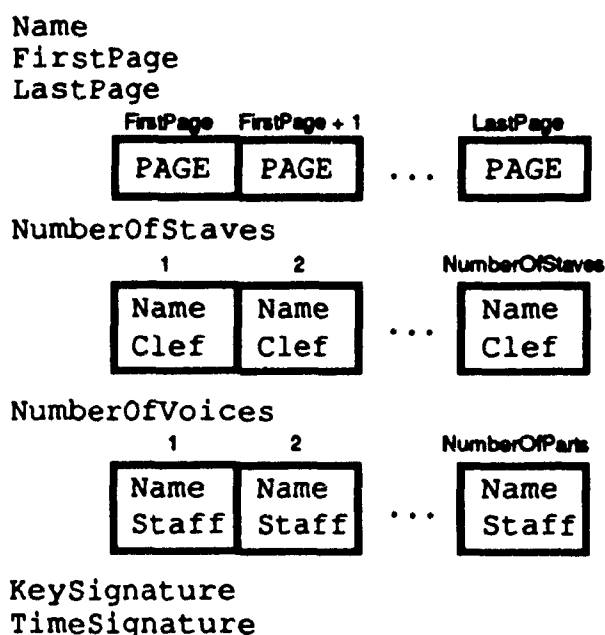 Name
FirstPage
LastPage
FirstPage FirstPage + 1 LastPage
PAGE PAGE ... PAGE
NumberOfStaves
1 2 NumberOfStaves
Name Name Name
Clef Clef ... Clef
NumberOfVoices
1 2 NumberOfParts
Name Name Name
Staff Staff ... Staff
KeySignature
TimeSignature